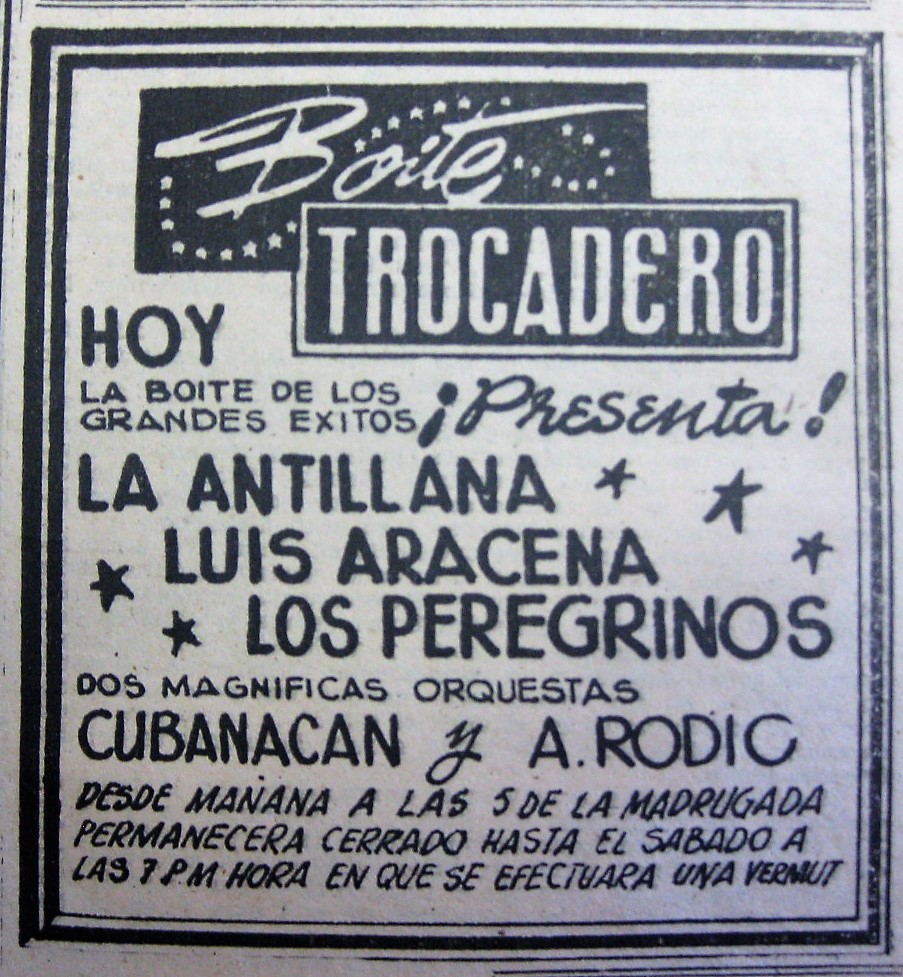 Boite
TROCADERO
HOY
LA BOITE DE LOS
GRANDES EXITOS ¡Presenta!
LA ANTILLANA
LUIS ARACENA
LOS PEREGRINOS
DOS MAGNIFICAS ORQUESTAS
CUBANACAN y A. RODIC
DESDE MAÑANA A LAS 5 DE LA MADRUGADA
PERMANECERA CERRADO HASTA EL SABADO A
LAS 7 PM HORA EN QUE SE EFECTUARA UNA VERMUT